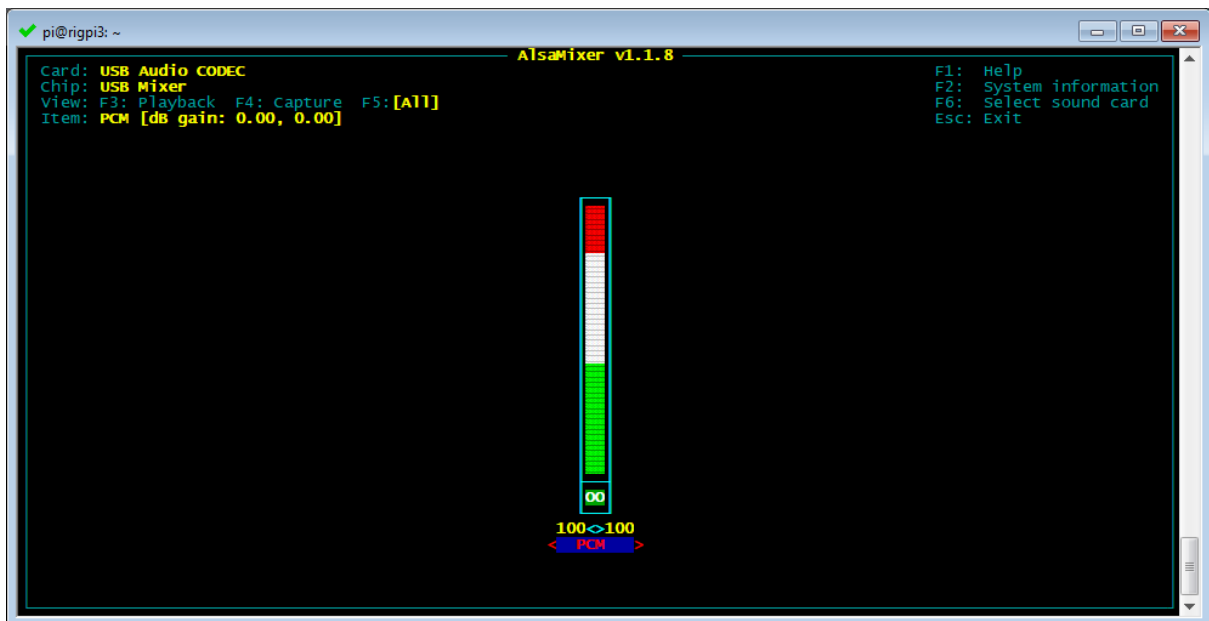 pi@rigpi3: ~
AlsaMixer v1.1.8
Card: USB Audio CODEC
Chip: USB Mixer
View: F3: Playback  F4: Capture  F5:[All]
Item: PCM [dB gain: 0.00, 0.00]
F1:  Help
F2:  System information
F6:  Select sound card
Esc: Exit
OO
100<>100
< PCM >